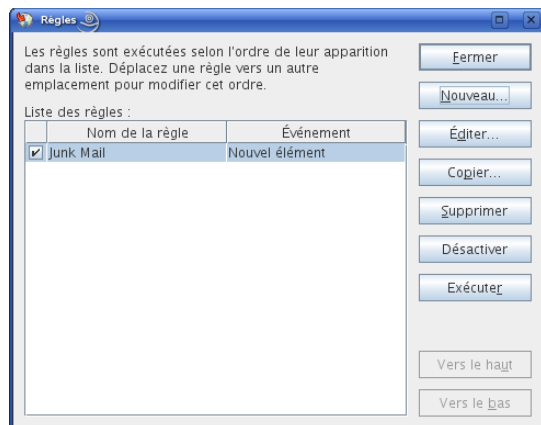 Règles
Les règles sont exécutées selon l'ordre de leur apparition
dans la liste. Déplacez une règle vers un autre
emplacement pour modifier cet ordre.
Liste des règles :
Nom de la règle Événement
Junk Mail Nouvel élément
Fermer
Nouveau...
Éditer...
Copier...
Supprimer
Désactiver
Exécuter
Vers le haut
Vers le bas